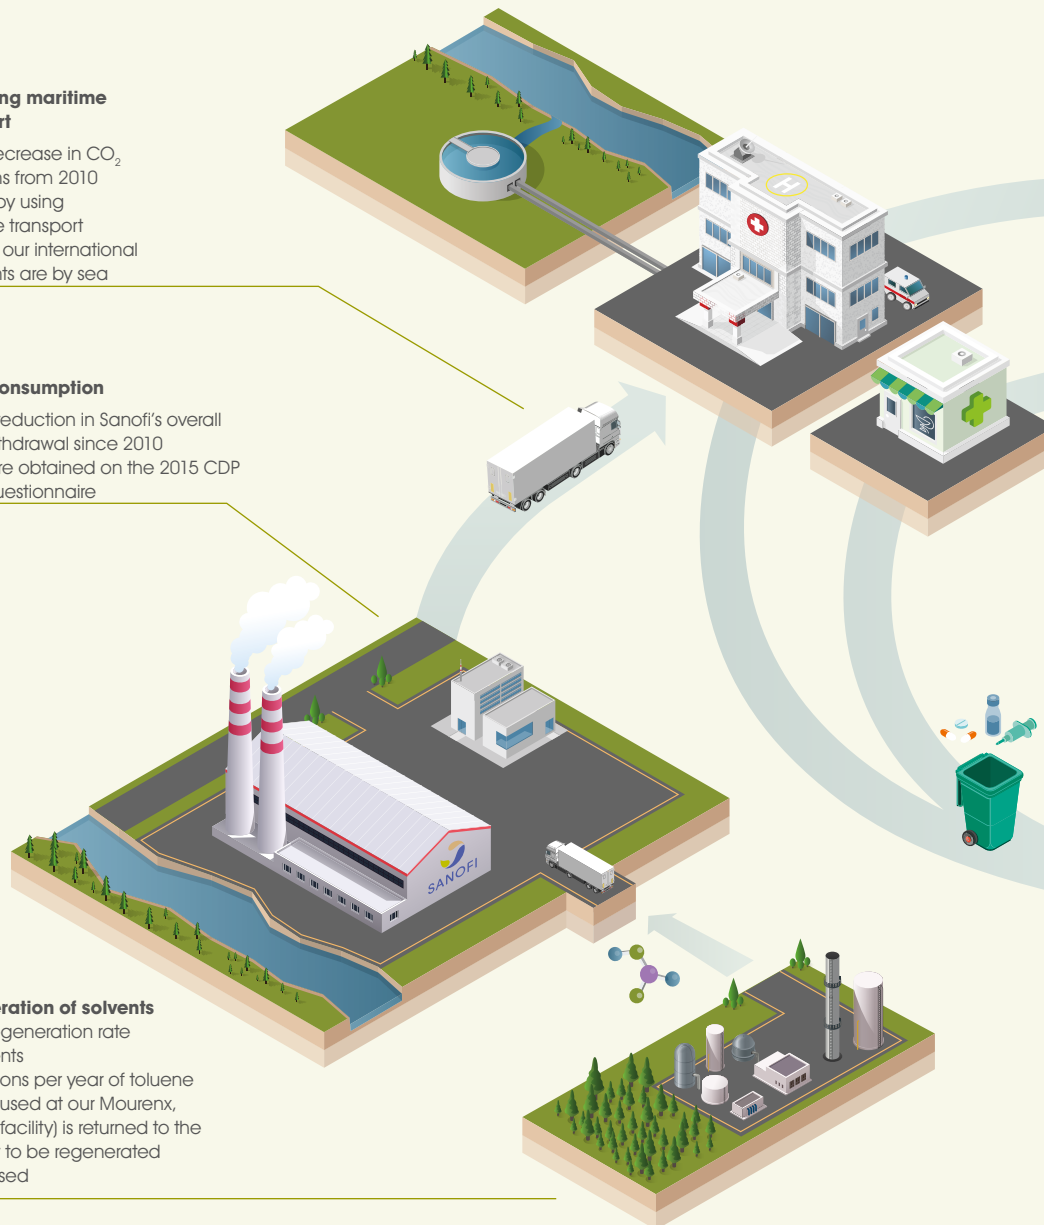 ng maritime
rt
ecrease in CO₂
ns from 2010
by using
e transport
our international
nts are by sea
onsumption
reduction in Sanofi's overall
thdrawal since 2010
re obtained on the 2015 CDP
uestionnaire
SANOFI
eration of solvents
generation rate
ents
ons per year of toluene
used at our Mourenx,
facility) is returned to the
to be regenerated
sed
H